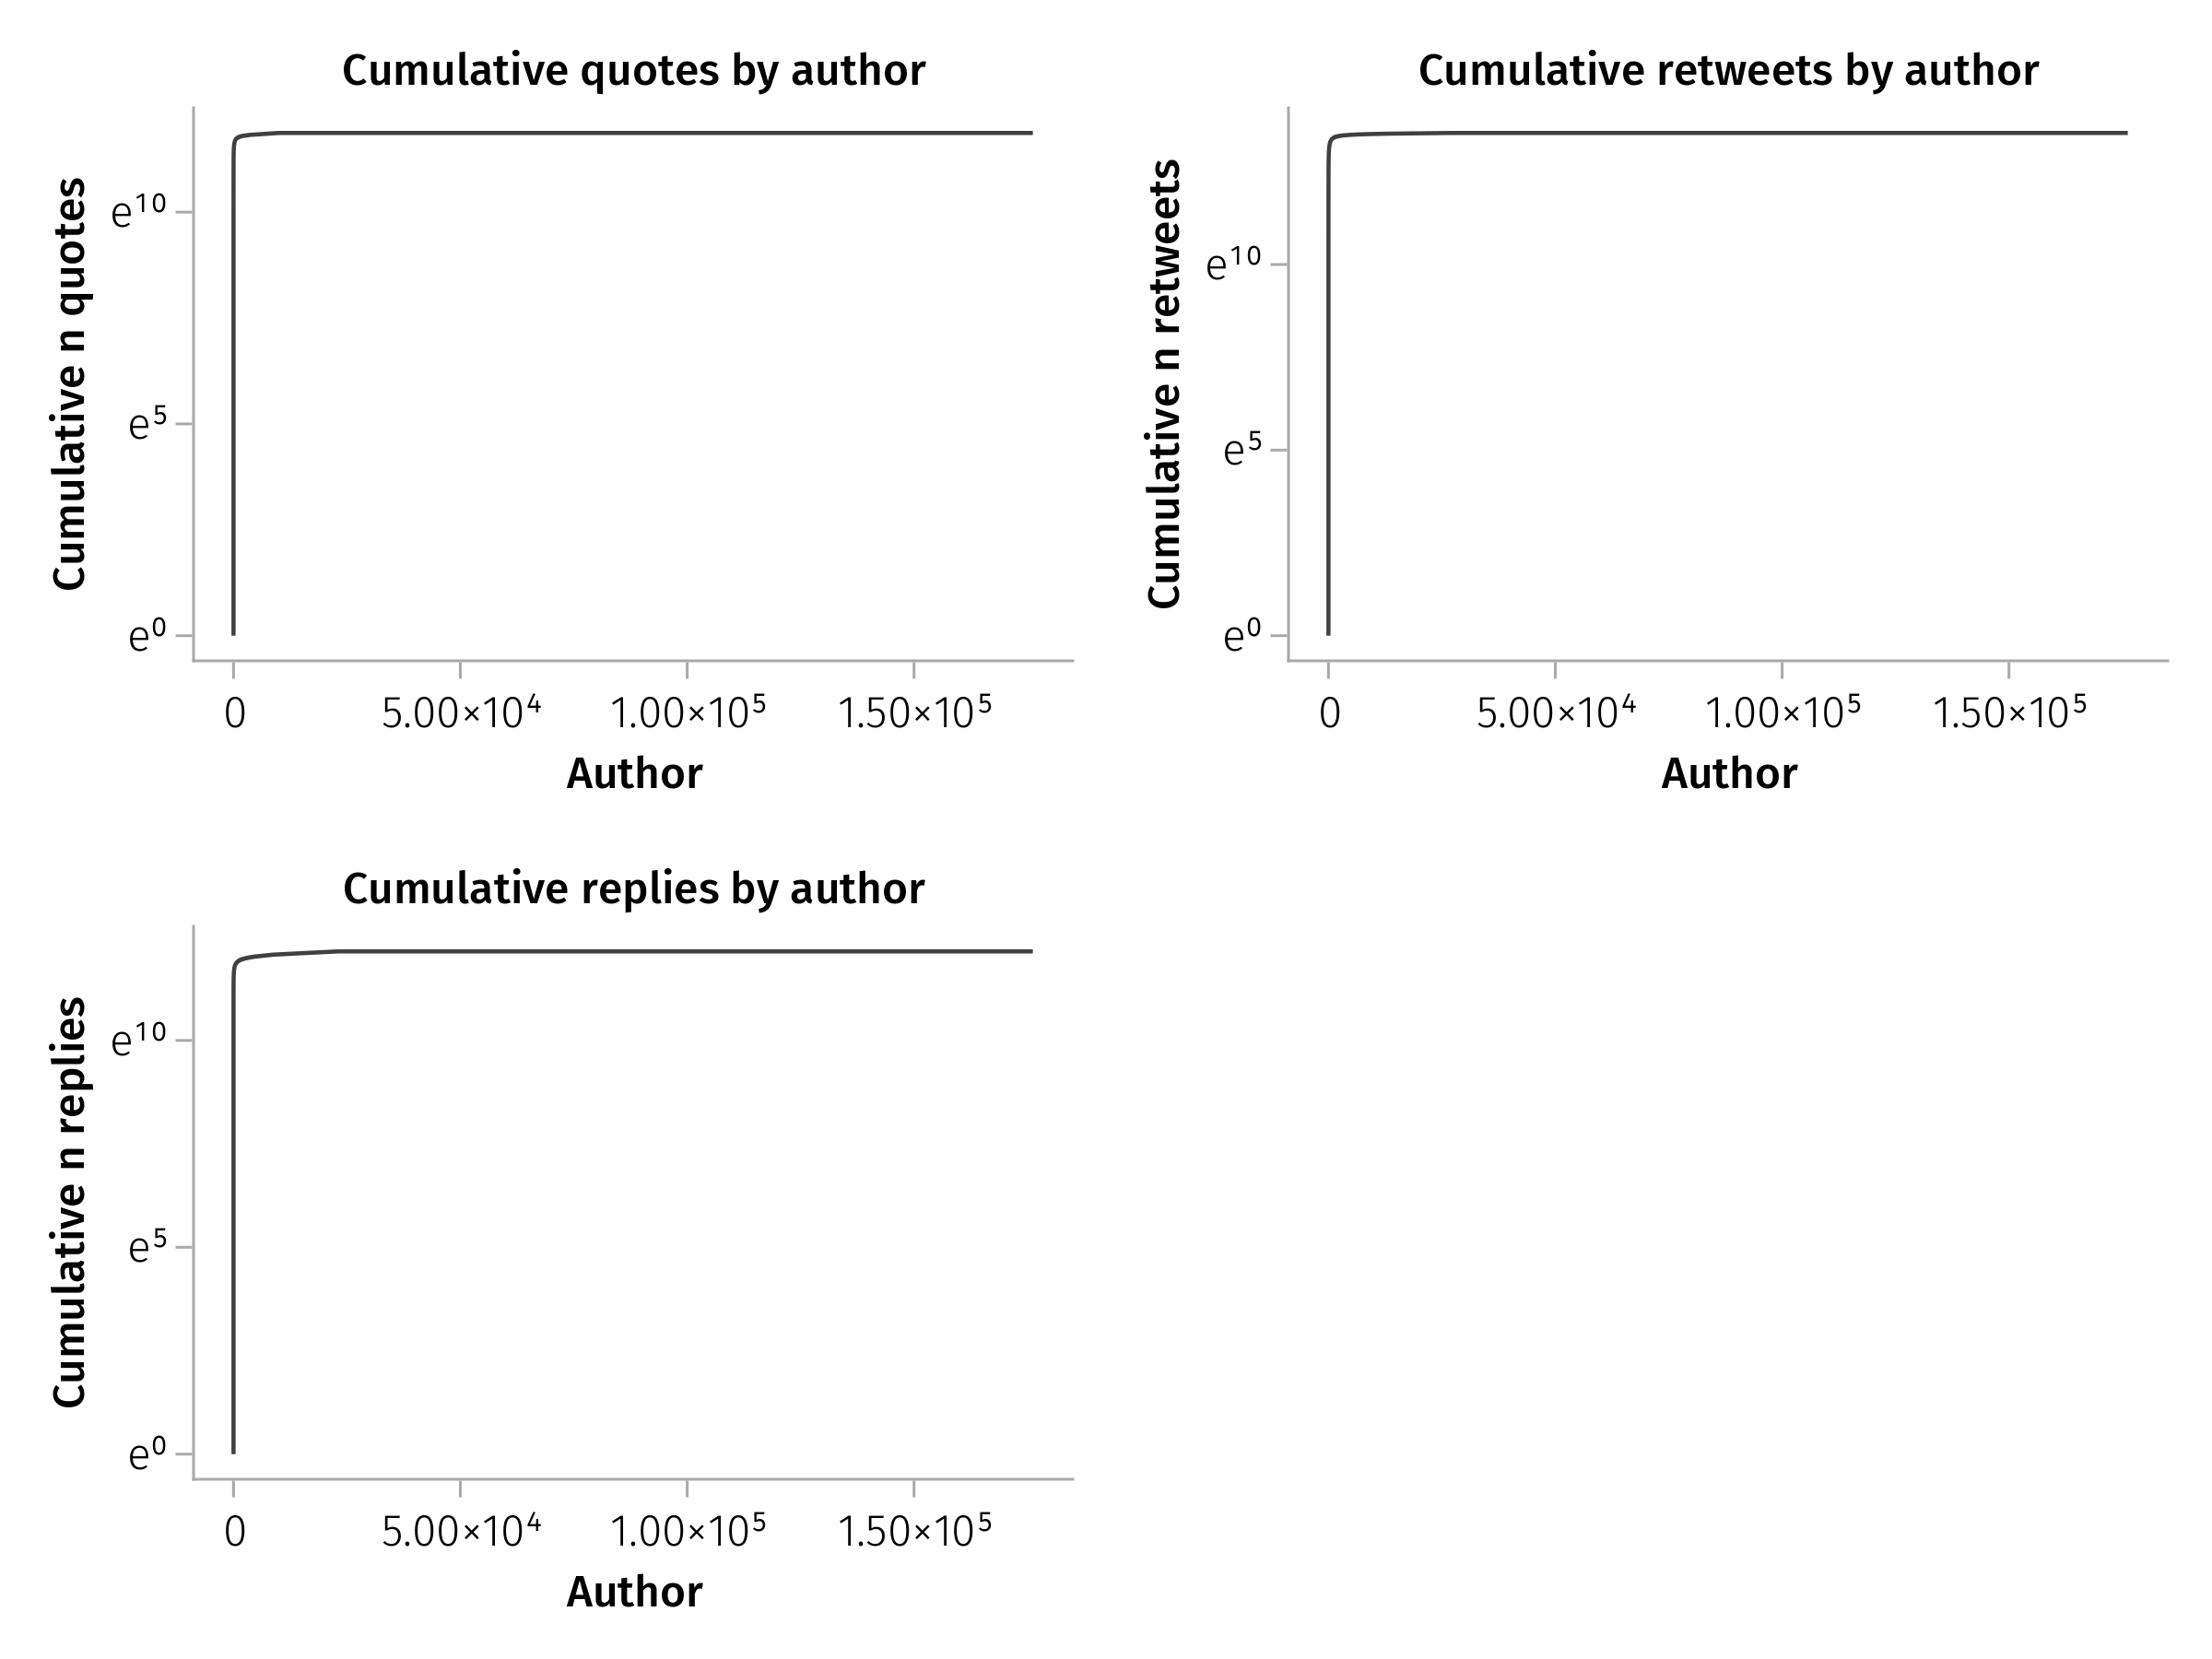 Cumulative quotes by author
Cumulative n quotes
e¹⁰
e⁵
e⁰
0 5.00×10⁴ 1.00×10⁵ 1.50×10⁵
Author
Cumulative retweets by author
Cumulative n retweets
e¹⁰
e⁵
e⁰
0 5.00×10⁴ 1.00×10⁵ 1.50×10⁵
Author
Cumulative replies by author
Cumulative n replies
e¹⁰
e⁵
e⁰
0 5.00×10⁴ 1.00×10⁵ 1.50×10⁵
Author